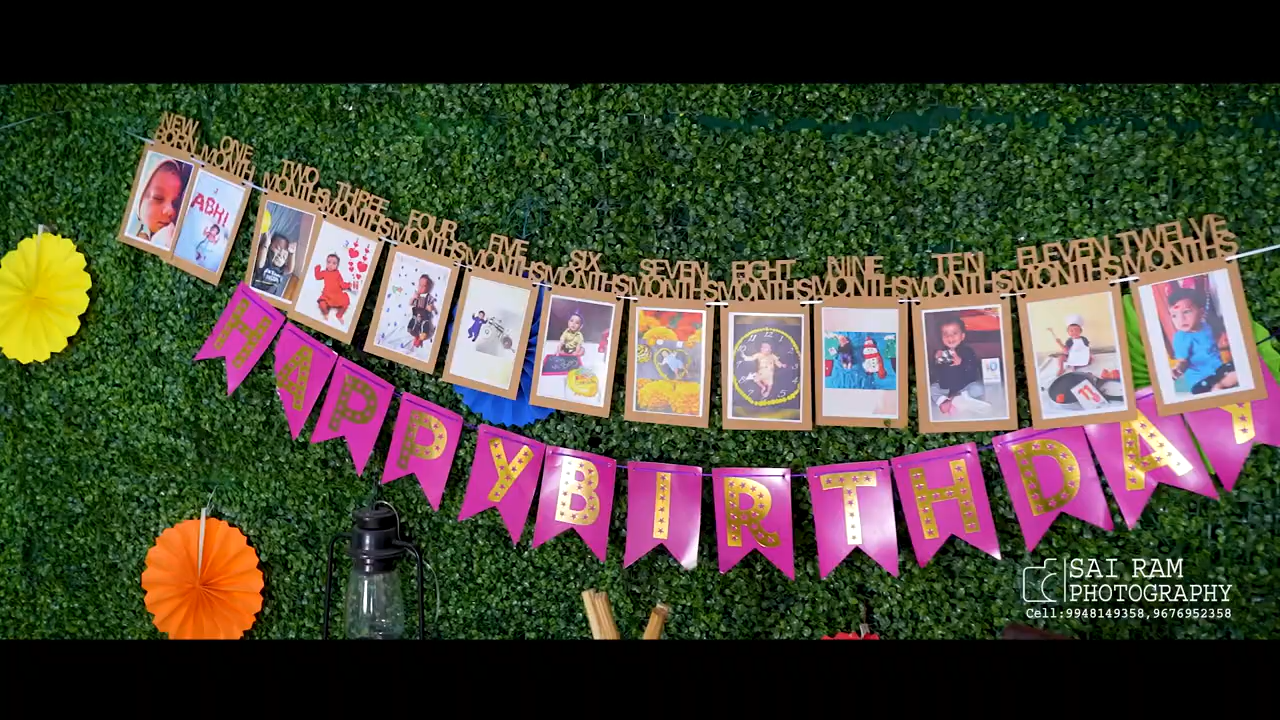 NEW BORN
ONE MONTH
TWO MONTHS
THREE MONTHS
FOUR MONTHS
FIVE MONTHS
SIX MONTHS
SEVEN MONTHS
EIGHT MONTHS
NINE MONTHS
TEN MONTHS
ELEVEN MONTHS
TWELVE MONTHS
ABHI
HAPPY BIRTHDAY
SAI RAM
PHOTOGRAPHY
Cell:9948149358,9676952358